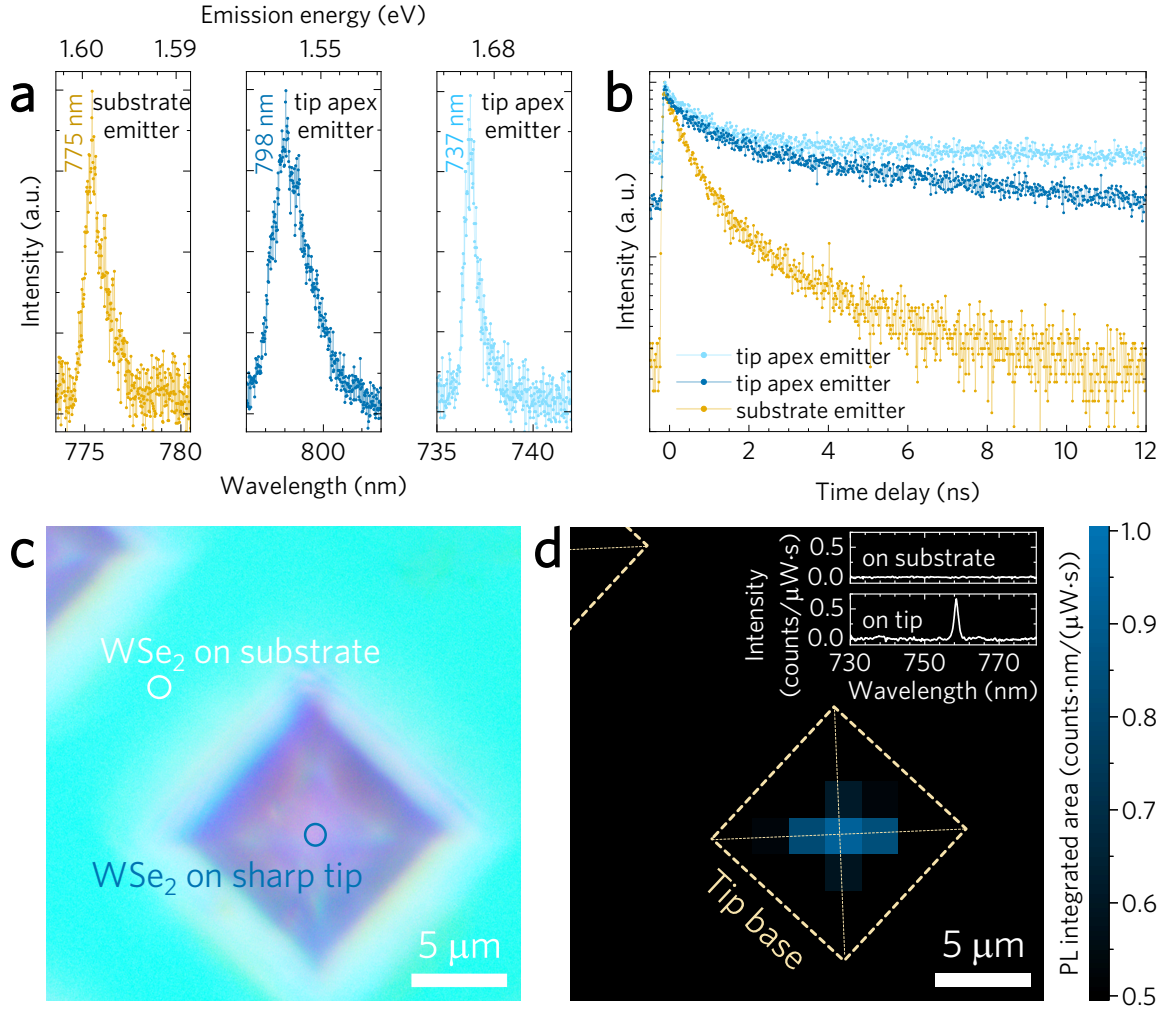 Emission energy (eV)
1.60
1.59
1.55
1.68
a
775 nm
substrate
emitter
798 nm
tip apex
emitter
737 nm
tip apex
emitter
Intensity (a.u.)
775
780
800
735
740
Wavelength (nm)
b
Intensity (a. u.)
tip apex emitter
tip apex emitter
substrate emitter
0
2
4
6
8
10
12
Time delay (ns)
c
WSe₂ on substrate
WSe₂ on sharp tip
5 μm
d
Intensity
(counts/μW·s)
0.5
0.0
on substrate
0.5
0.0
on tip
730
750
770
Wavelength (nm)
Tip base
5 μm
PL integrated area (counts·nm/(μW·s))
1.0
0.9
0.8
0.7
0.6
0.5